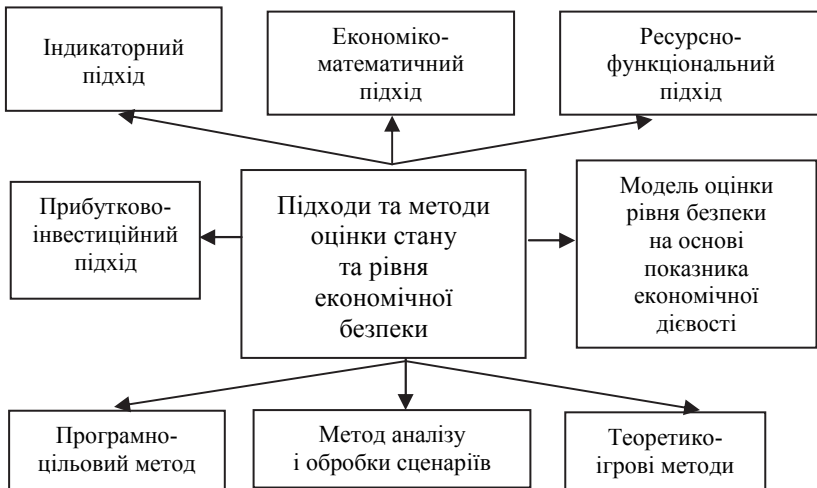 Індикаторний
підхід
Економіко-
математичний
підхід
Ресурсно-
функціональний
підхід
Прибутково-
інвестиційний
підхід
Підходи та методи
оцінки стану
та рівня
економічної
безпеки
Модель оцінки
рівня безпеки
на основі
показника
економічної
дієвості
Програмно-
цільовий метод
Метод аналізу
і обробки сценаріїв
Теоретико-
ігрові методи